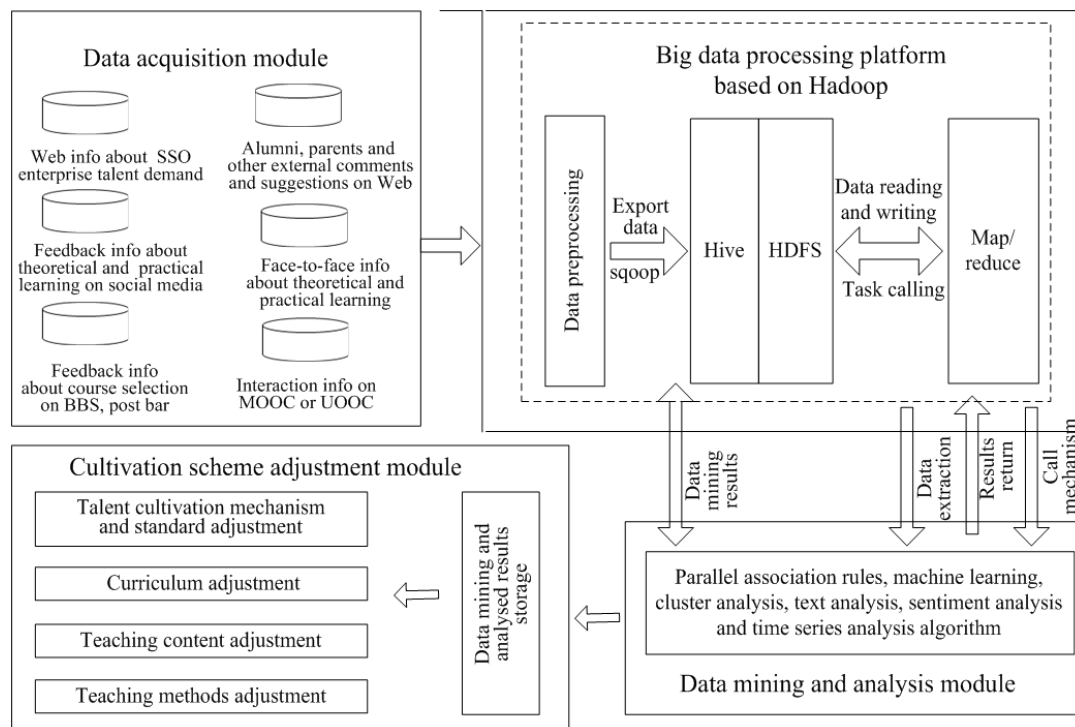 Data acquisition module
Web info about SSO
enterprise talent demand
Alumni, parents and
other external comments
and suggestions on Web
Feedback info about
theoretical and practical
learning on social media
Face-to-face info
about theoretical and
practical learning
Feedback info
about course selection
on BBS, post bar
Interaction info on
MOOC or UOOC
Big data processing platform
based on Hadoop
Data preprocessing
Export
data
sqoop
Hive
HDFS
Data reading
and writing
Task calling
Map/
reduce
Data
mining
results
Data
extraction
Results
return
Call
mechanism
Cultivation scheme adjustment module
Talent cultivation mechanism
and standard adjustment
Curriculum adjustment
Teaching content adjustment
Teaching methods adjustment
Data mining and
analysed results
storage
Parallel association rules, machine learning,
cluster analysis, text analysis, sentiment analysis
and time series analysis algorithm
Data mining and analysis module